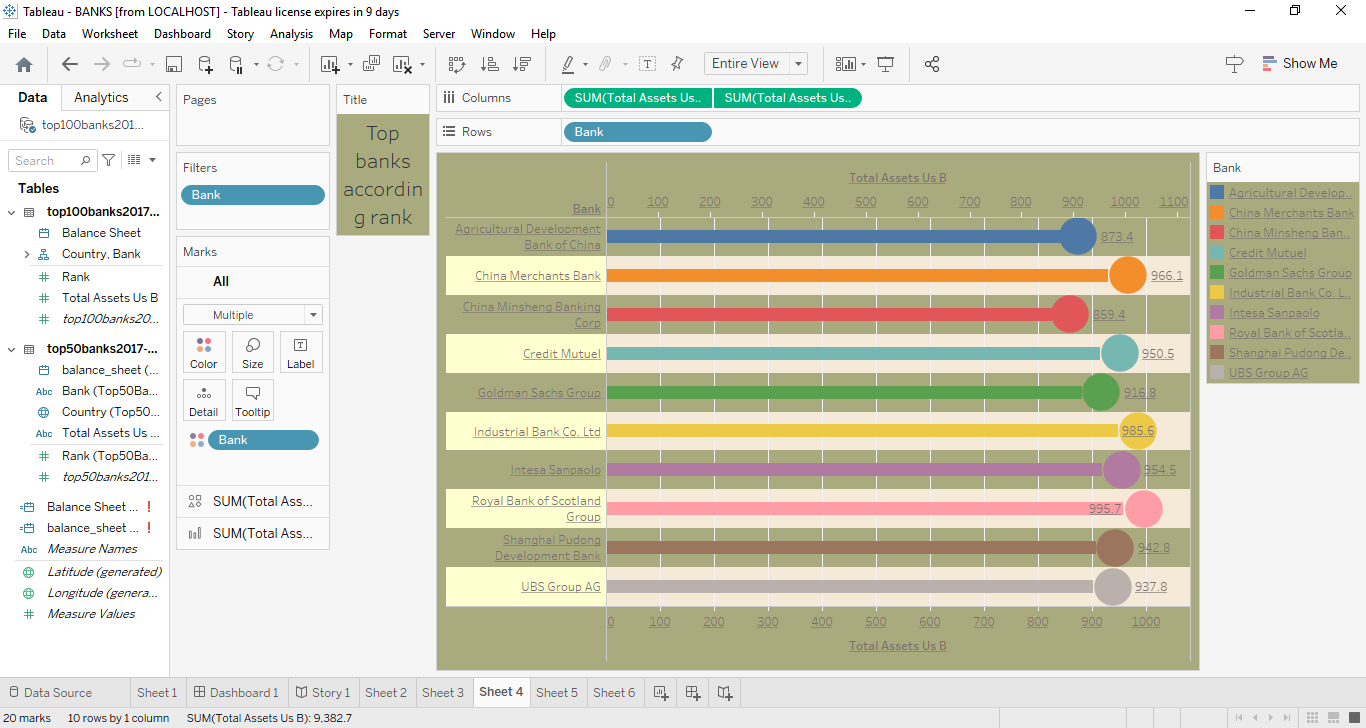 Tableau - BANKS [from LOCALHOST] - Tableau license expires in 9 days
File Data Worksheet Dashboard Story Analysis Map Format Server Window Help
Entire View
Show Me
Data Analytics
top100banks201...
Search
Tables
top100banks2017...
Balance Sheet
Country, Bank
Rank
Total Assets Us B
top100banks20...
top50banks2017-...
balance_sheet (...
Abc Bank (Top50Ba...
Country (Top50...
Abc Total Assets Us ...
Rank (Top50Ba...
top50banks201...
Balance Sheet ... !
balance_sheet ... !
Abc Measure Names
Latitude (generated)
Longitude (genera...
Measure Values
Pages
Filters
Bank
Marks
All
Multiple
Color Size Label
Detail Tooltip
Bank
SUM(Total Ass...
SUM(Total Ass...
Title
Top
banks
accordin
g rank
Columns SUM(Total Assets Us.. SUM(Total Assets Us..
Rows Bank
Total Assets Us B
Bank 0 100 200 300 400 500 600 700 800 900 1000 1100
Agricultural Development
Bank of China 873.4
China Merchants Bank 966.1
China Minsheng Banking
Corp 859.4
Credit Mutuel 950.5
Goldman Sachs Group 916.8
Industrial Bank Co. Ltd 985.6
Intesa Sanpaolo 954.5
Royal Bank of Scotland
Group 995.7
Shanghai Pudong
Development Bank 942.8
UBS Group AG 937.8
0 100 200 300 400 500 600 700 800 900 1000
Total Assets Us B
Bank
Agricultural Develop..
China Merchants Bank
China Minsheng Ban..
Credit Mutuel
Goldman Sachs Group
Industrial Bank Co. L..
Intesa Sanpaolo
Royal Bank of Scotla..
Shanghai Pudong De..
UBS Group AG
Data Source Sheet 1 Dashboard 1 Story 1 Sheet 2 Sheet 3 Sheet 4 Sheet 5 Sheet 6
20 marks 10 rows by 1 column SUM(Total Assets Us B): 9,382.7